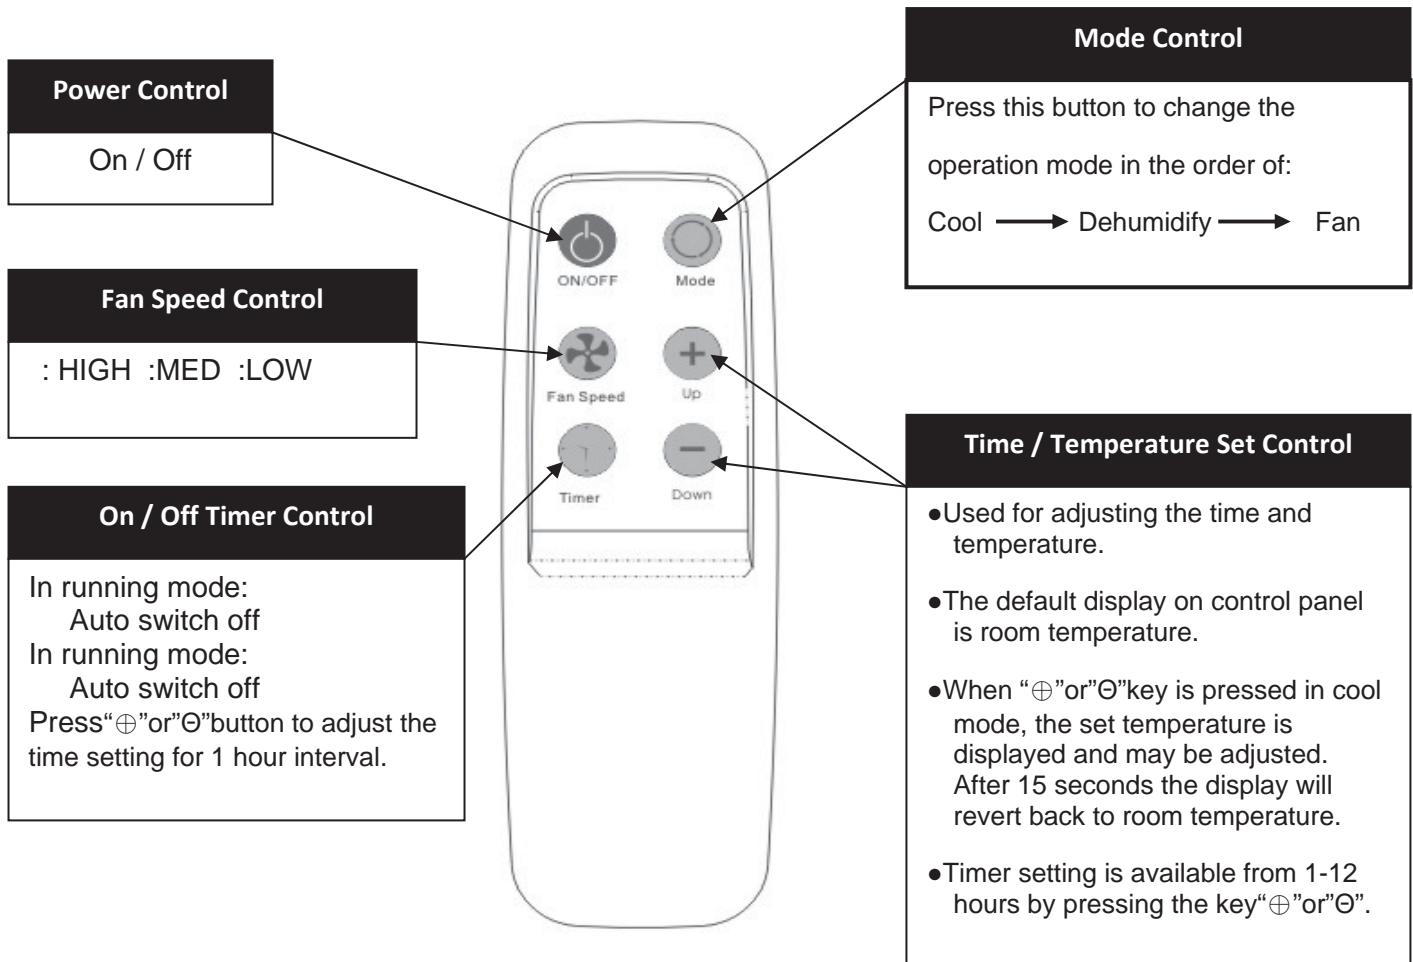 Power Control
On / Off
Fan Speed Control
: HIGH :MED :LOW
On / Off Timer Control
In running mode:
Auto switch off
In running mode:
Auto switch off
Press“⊕”or”Θ”button to adjust the
time setting for 1 hour interval.
ON/OFF
Mode
Fan Speed
Up
Timer
Down
Mode Control
Press this button to change the
operation mode in the order of:
Cool ⟶ Dehumidify ⟶ Fan
Time / Temperature Set Control
●Used for adjusting the time and
temperature.
●The default display on control panel
is room temperature.
●When “⊕”or”Θ”key is pressed in cool
mode, the set temperature is
displayed and may be adjusted.
After 15 seconds the display will
revert back to room temperature.
●Timer setting is available from 1-12
hours by pressing the key“⊕”or”Θ”.